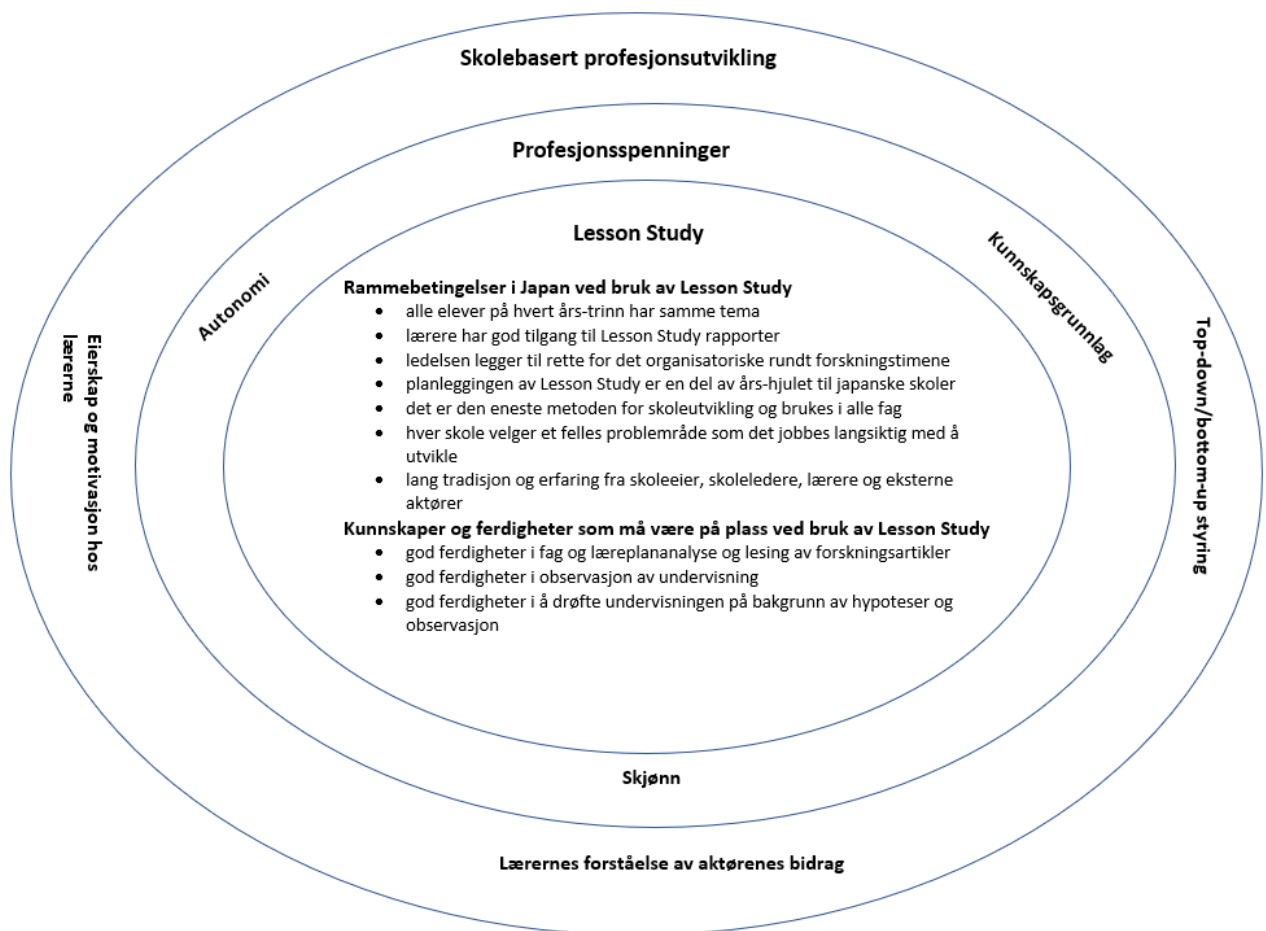 Skolebasert profesjonsutvikling
Profesjonsspenninger
Lesson Study
Autonomi
Kunnskapsgrunnlag
Eierskap og motivasjon hos
lærerne
Top-down/bottom-up styring
Rammebetingelser i Japan ved bruk av Lesson Study
• alle elever på hvert års-trinn har samme tema
• lærere har god tilgang til Lesson Study rapporter
• ledelsen legger til rette for det organisatoriske rundt forskningstimene
• planleggingen av Lesson Study er en del av års-hjulet til japanske skoler
• det er den eneste metoden for skoleutvikling og brukes i alle fag
• hver skole velger et felles problemområde som det jobbes langsiktig med å
utvikle
• lang tradisjon og erfaring fra skoleeier, skoleledere, lærere og eksterne
aktører
Kunnskaper og ferdigheter som må være på plass ved bruk av Lesson Study
• god ferdigheter i fag og læreplananalyse og lesing av forskningsartikler
• god ferdigheter i observasjon av undervisning
• god ferdigheter i å drøfte undervisningen på bakgrunn av hypoteser og
observasjon
Skjønn
Lærernes forståelse av aktørenes bidrag